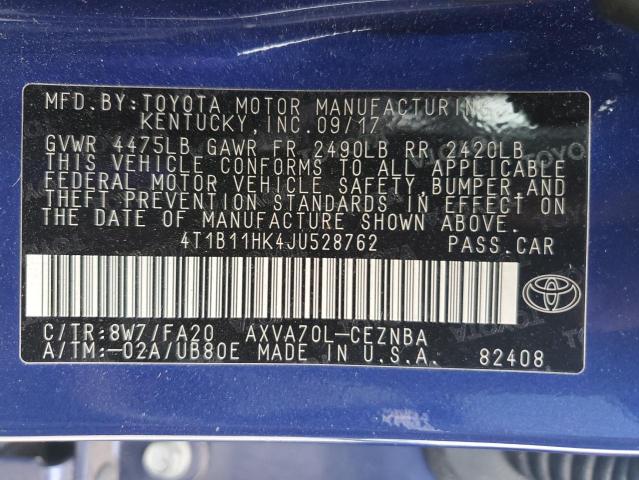 MFD.BY:TOYOTA MOTOR MANUFACTURING
KENTUCKY,INC.09/17
GVWR 4475LB GAWR FR 2490LB RR 2420LB
THIS VEHICLE CONFORMS TO ALL APPLICABLE
FEDERAL MOTOR VEHICLE SAFETY,BUMPER,AND
THEFT PREVENTION STANDARDS IN EFFECT ON
THE DATE OF MANUFACTURE SHOWN ABOVE.
4T1B11HK4JU528762 PASS.CAR
C/TR:8W7/FA20 AXVA70L-CEZNBA
A/TM:-02A/UB80E MADE IN U.S.A. 82408